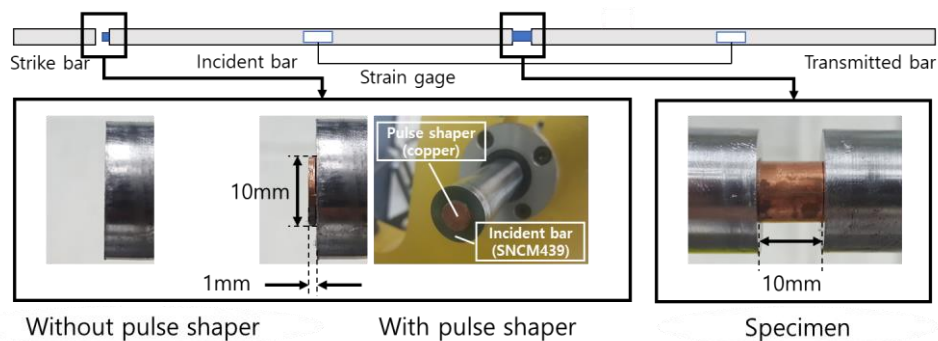 Strike bar
Incident bar
Strain gage
Transmitted bar
Pulse shaper
(copper)
10mm
Incident bar
(SNCM439)
1mm
10mm
Without pulse shaper
With pulse shaper
Specimen